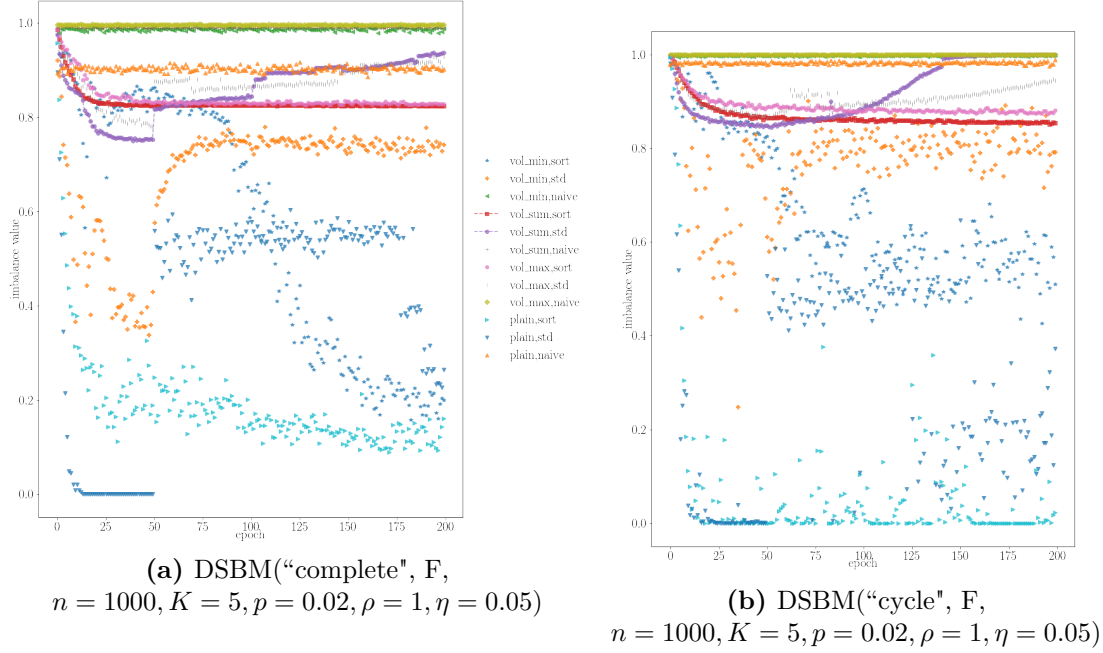 1.0
0.8
0.6
0.4
0.2
0.0
imbalance value
0 25 50 75 100 125 150 175 200
epoch
vol_min,sort
vol_min,std
vol_min,naive
vol_sum,sort
vol_sum,std
vol_sum,naive
vol_max,sort
vol_max,std
vol_max,naive
plain,sort
plain,std
plain,naive
(a) DSBM(“complete", F,
n = 1000, K = 5, p = 0.02, ρ = 1, η = 0.05)
1.0
0.8
0.6
0.4
0.2
0.0
imbalance value
0 25 50 75 100 125 150 175 200
epoch
(b) DSBM(“cycle", F,
n = 1000, K = 5, p = 0.02, ρ = 1, η = 0.05)